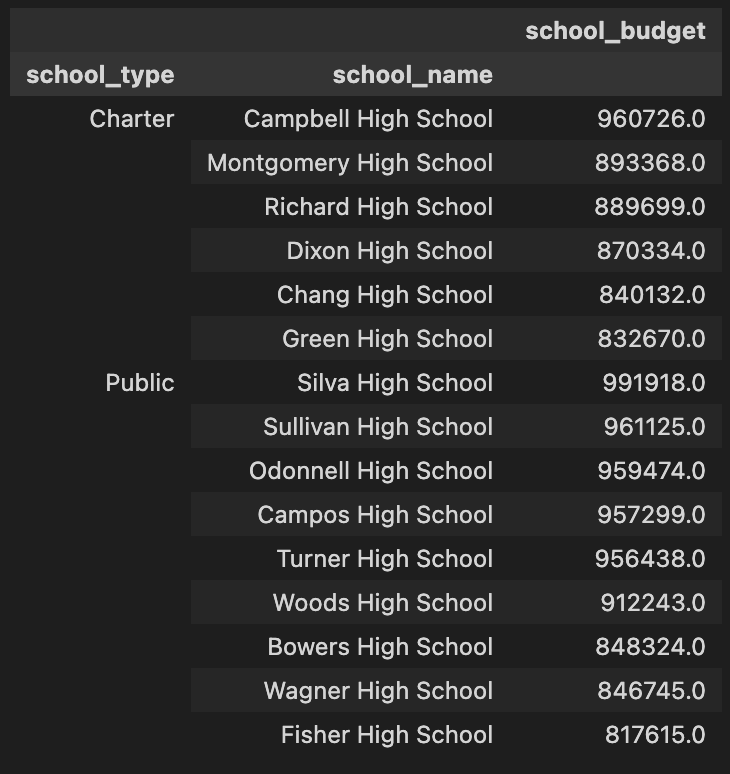 school_budget
school_type school_name
Charter Campbell High School 960726.0
Montgomery High School 893368.0
Richard High School 889699.0
Dixon High School 870334.0
Chang High School 840132.0
Green High School 832670.0
Public Silva High School 991918.0
Sullivan High School 961125.0
Odonnell High School 959474.0
Campos High School 957299.0
Turner High School 956438.0
Woods High School 912243.0
Bowers High School 848324.0
Wagner High School 846745.0
Fisher High School 817615.0